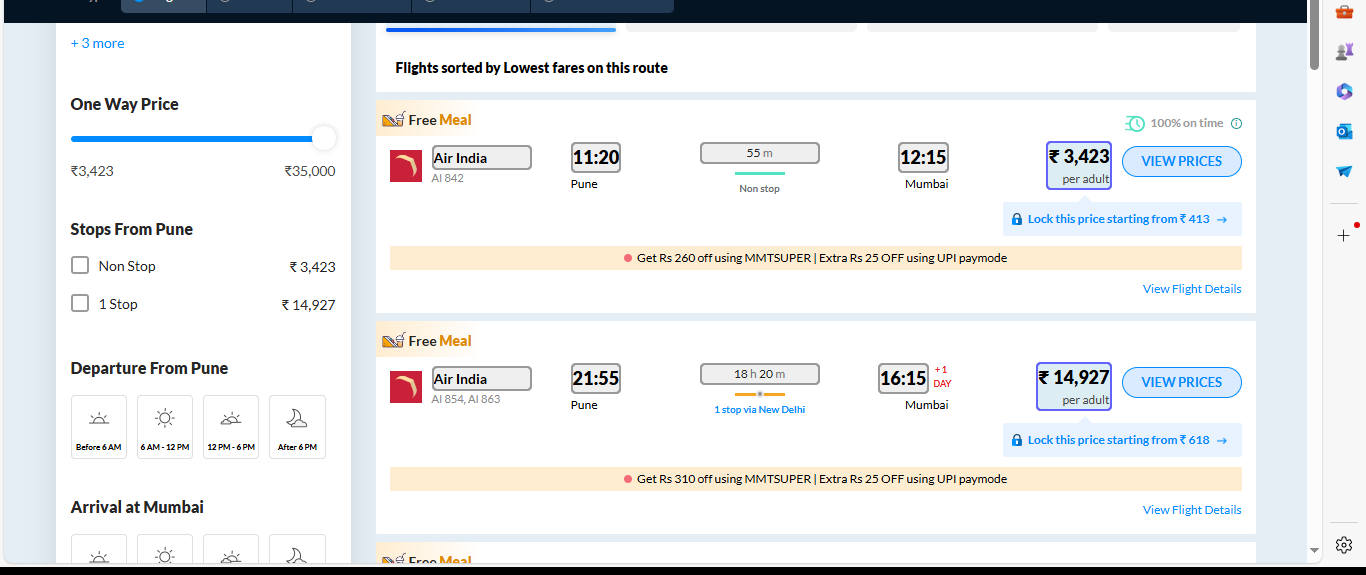 + 3 more
One Way Price
₹3,423 ₹35,000
Stops From Pune
Non Stop ₹ 3,423
1 Stop ₹ 14,927
Departure From Pune
Before 6 AM 6 AM - 12 PM 12 PM - 6 PM After 6 PM
Arrival at Mumbai
Flights sorted by Lowest fares on this route
Free Meal
100% on time
Air India 11:20 55 m 12:15 ₹ 3,423 VIEW PRICES
AI 842 Pune Non stop Mumbai per adult
Lock this price starting from ₹ 413 →
Get Rs 260 off using MMTSUPER | Extra Rs 25 OFF using UPI paymode
View Flight Details
Free Meal
Air India 21:55 18 h 20 m 16:15 +1 DAY ₹ 14,927 VIEW PRICES
AI 854, AI 863 Pune 1 stop via New Delhi Mumbai per adult
Lock this price starting from ₹ 618 →
Get Rs 310 off using MMTSUPER | Extra Rs 25 OFF using UPI paymode
View Flight Details
Free Meal